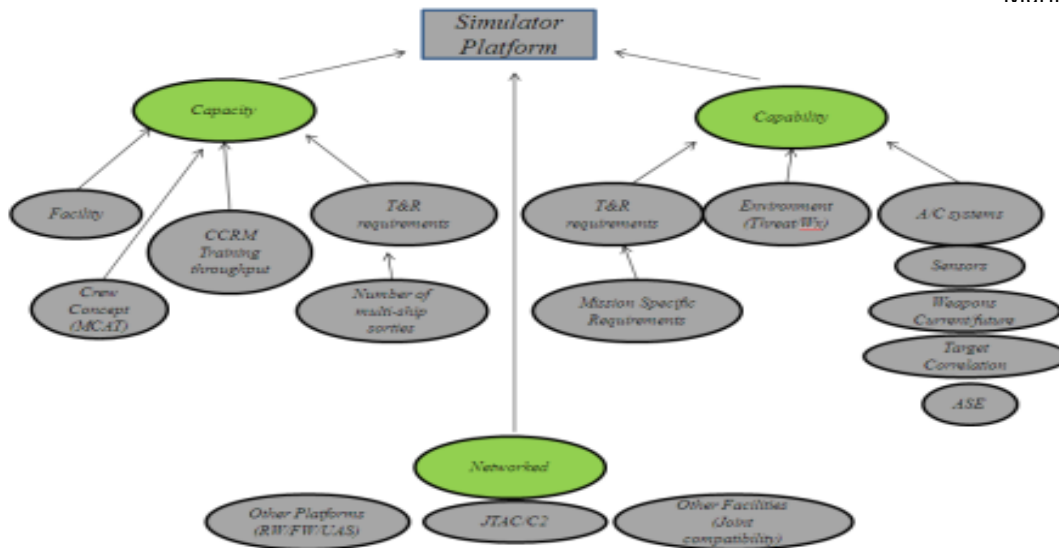 Simulator
Platform
Capacity
Capability
Facility
T&R
requirements
CCRM
Training
throughput
Crew
Concept
(MCAT)
Number of
multi-ship
sorties
T&R
requirements
Environment
(Threat/Wx)
A/C systems
Mission Specific
Requirements
Sensors
Weapons
Current/future
Target
Correlation
ASE
Networked
Other Platforms
(RW/FW/UAS)
JTAC/C2
Other Facilities
(Joint
compatibility)